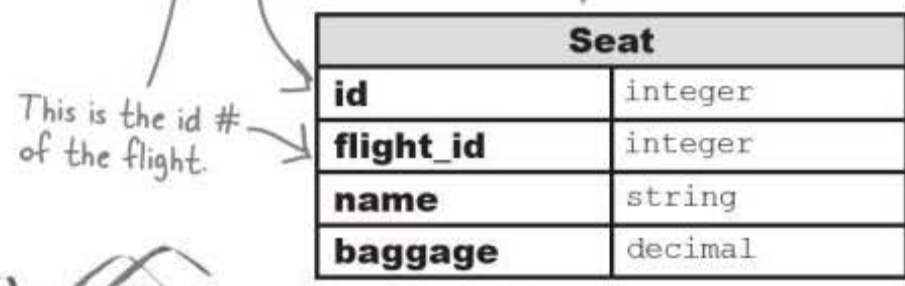 Seat
id integer
This is the id #
of the flight.
flight_id integer
name string
baggage decimal